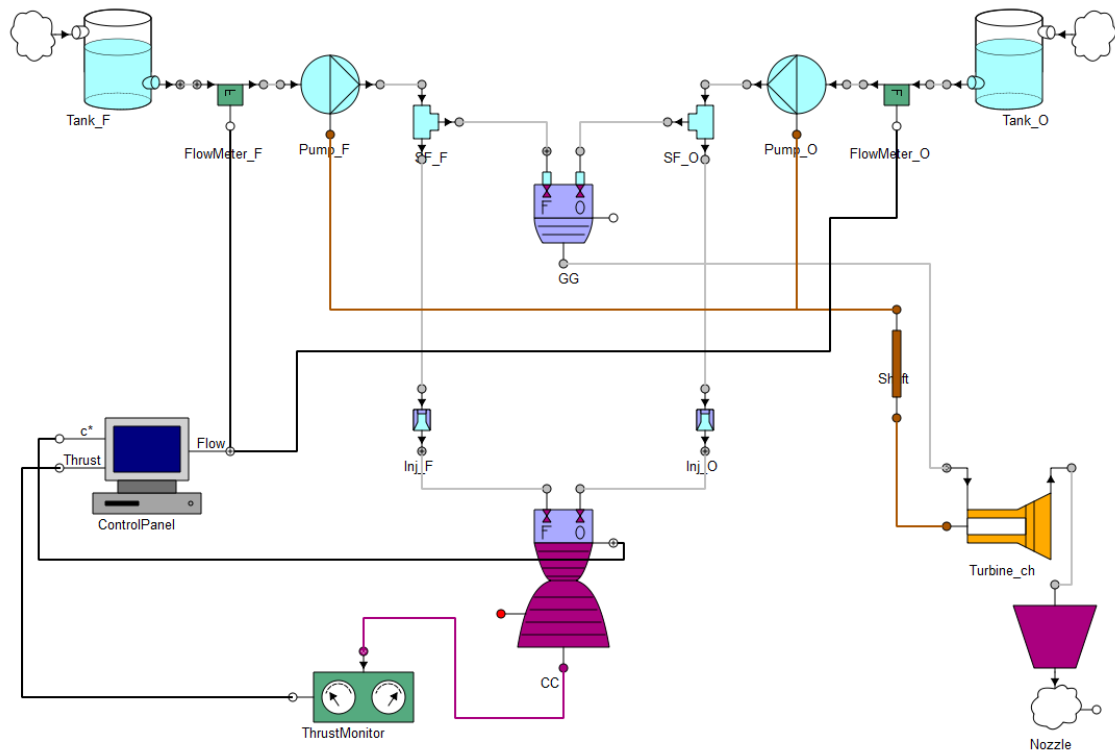 Tank_F
F
FlowMeter_F
Pump_F
SF_F
SF_O
Pump_O
F
FlowMeter_O
Tank_O
F O
GG
Shaft
c*
Flow
Thrust
ControlPanel
Inj_F
Inj_O
F O
Turbine_ch
CC
ThrustMonitor
Nozzle